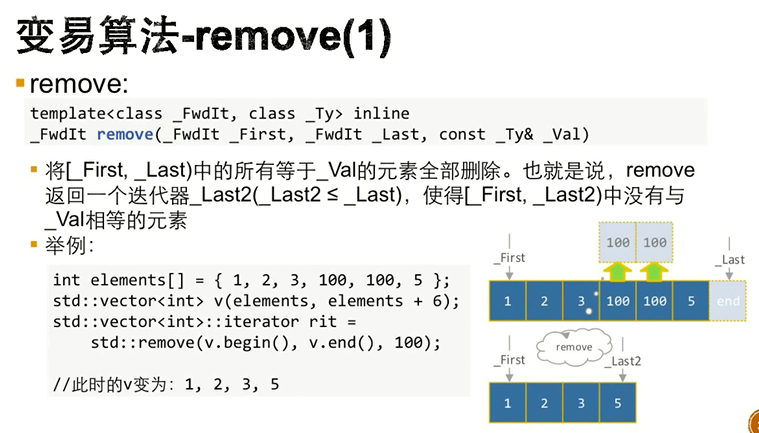 变易算法-remove(1)
remove:
template<class _FwdIt, class _Ty> inline
_FwdIt remove(_FwdIt _First, _FwdIt _Last, const _Ty& _Val)
将[_First, _Last)中的所有等于_Val的元素全部删除。也就是说，remove
返回一个迭代器_Last2(_Last2 ≤ _Last)，使得[_First, _Last2)中没有与
_Val相等的元素
举例：
int elements[] = { 1, 2, 3, 100, 100, 5 };
std::vector<int> v(elements, elements + 6);
std::vector<int>::iterator rit =
std::remove(v.begin(), v.end(), 100);
//此时的v变为：1, 2, 3, 5
100 100
_First _Last
1 2 3 100 100 5 end
remove
_First _Last2
1 2 3 5